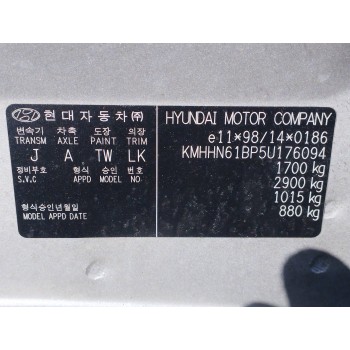 현대자동차㈜
변속기 차축 도장 의장
TRANSM AXLE PAINT TRIM
J A TW LK
정비부호 형식 승인 번호
S.V.C APPD MODEL NO.
형식승인년월일
MODEL APPD DATE
HYUNDAI MOTOR COMPANY
e11*98/14*0186
KMHHN61BP5U176094
1700 kg
2900 kg
1015 kg
880 kg